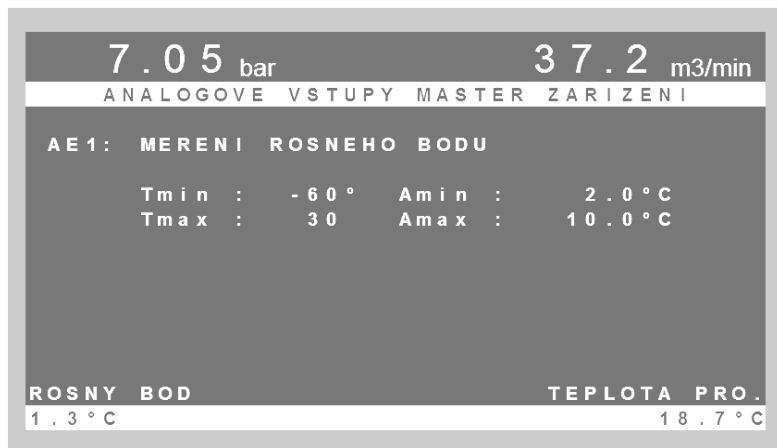 7.05 bar 37.2 m3/min
ANALOGOVE VSTUPY MASTER ZARIZENI
AE1: MERENI ROSNEHO BODU
Tmin : -60° Amin : 2.0°C
Tmax : 30 Amax : 10.0°C
ROSNY BOD TEPLOTA PRO.
1.3°C 18.7°C